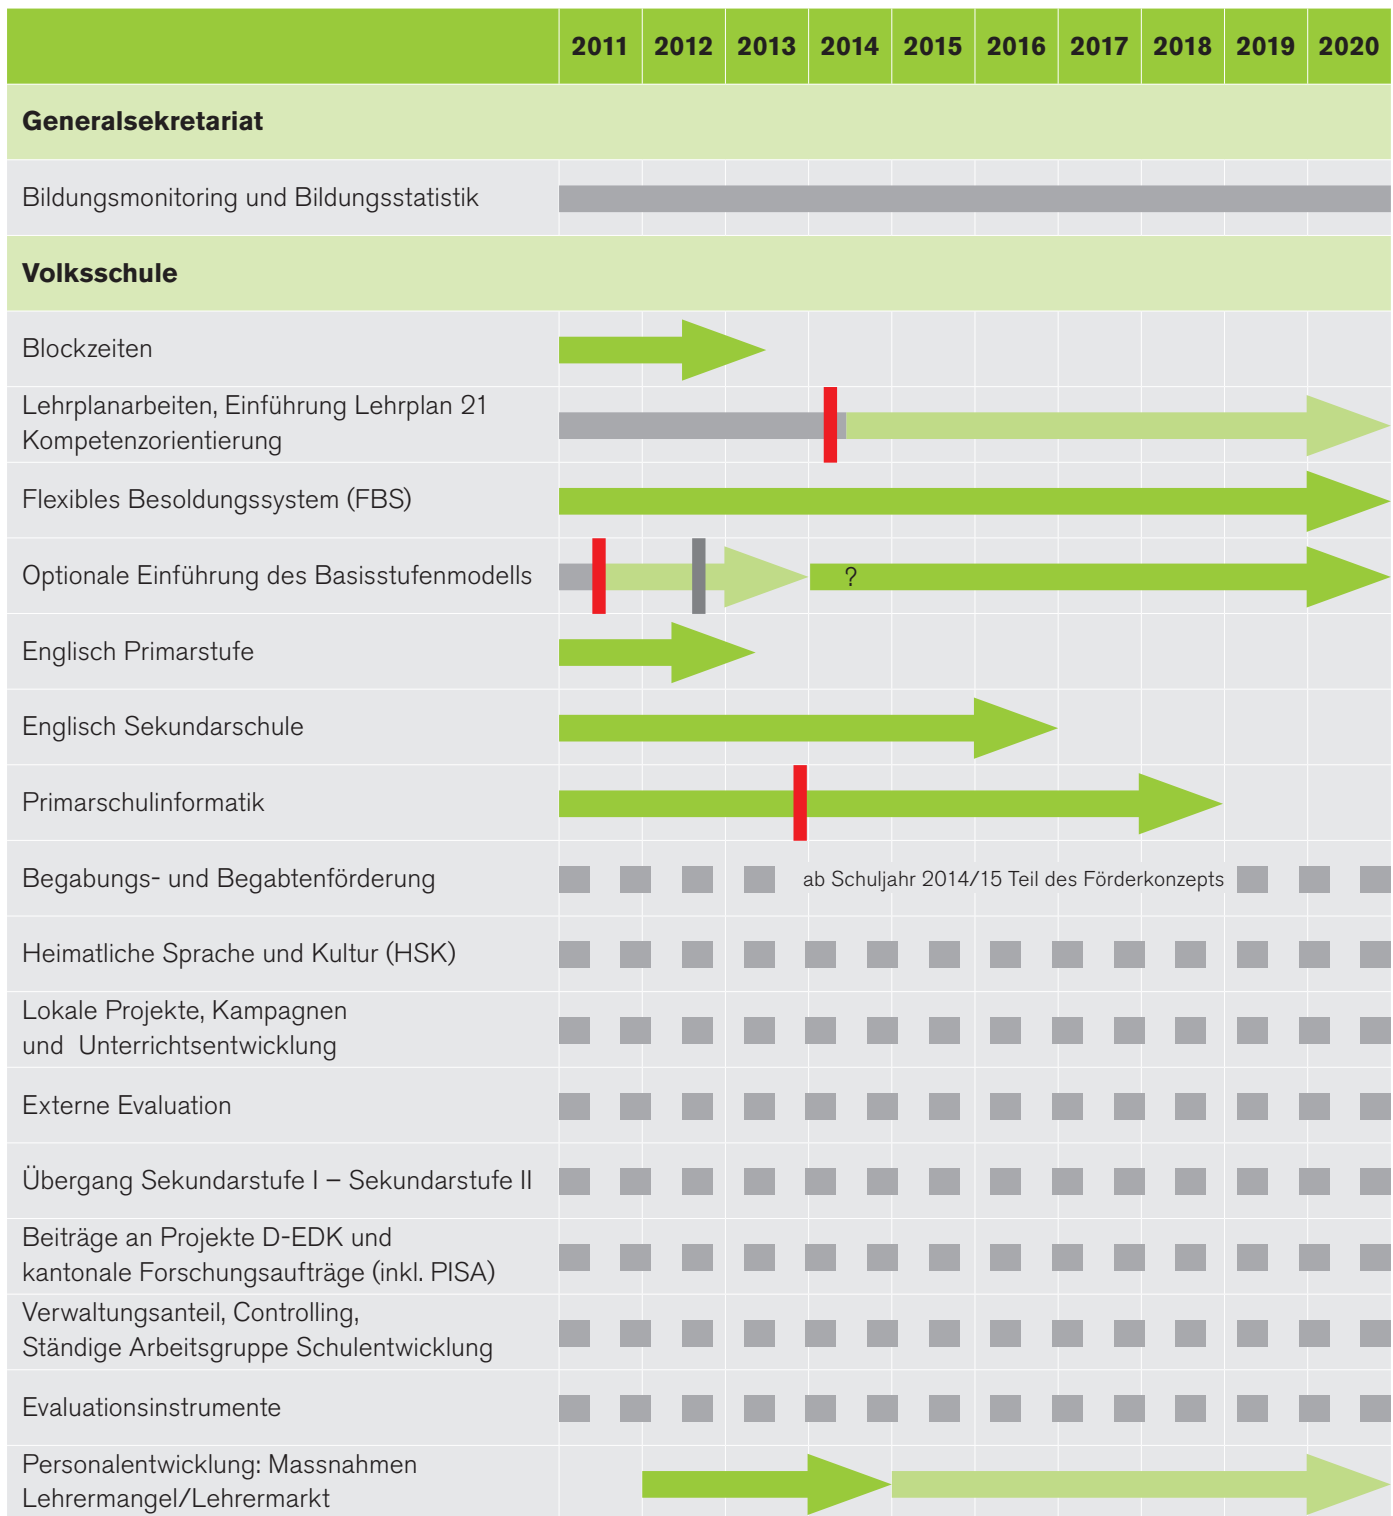 2011 2012 2013 2014 2015 2016 2017 2018 2019 2020
Generalsekretariat
Bildungsmonitoring und Bildungsstatistik
Volksschule
Blockzeiten
Lehrplanarbeiten, Einführung Lehrplan 21
Kompetenzorientierung
Flexibles Besoldungssystem (FBS)
Optionale Einführung des Basisstufenmodells
?
Englisch Primarstufe
Englisch Sekundarschule
Primarschulinformatik
Begabungs- und Begabtenförderung
ab Schuljahr 2014/15 Teil des Förderkonzepts
Heimatliche Sprache und Kultur (HSK)
Lokale Projekte, Kampagnen
und Unterrichtsentwicklung
Externe Evaluation
Übergang Sekundarstufe I – Sekundarstufe II
Beiträge an Projekte D-EDK und
kantonale Forschungsaufträge (inkl. PISA)
Verwaltungsanteil, Controlling,
Ständige Arbeitsgruppe Schulentwicklung
Evaluationsinstrumente
Personalentwicklung: Massnahmen
Lehrermangel/Lehrermarkt